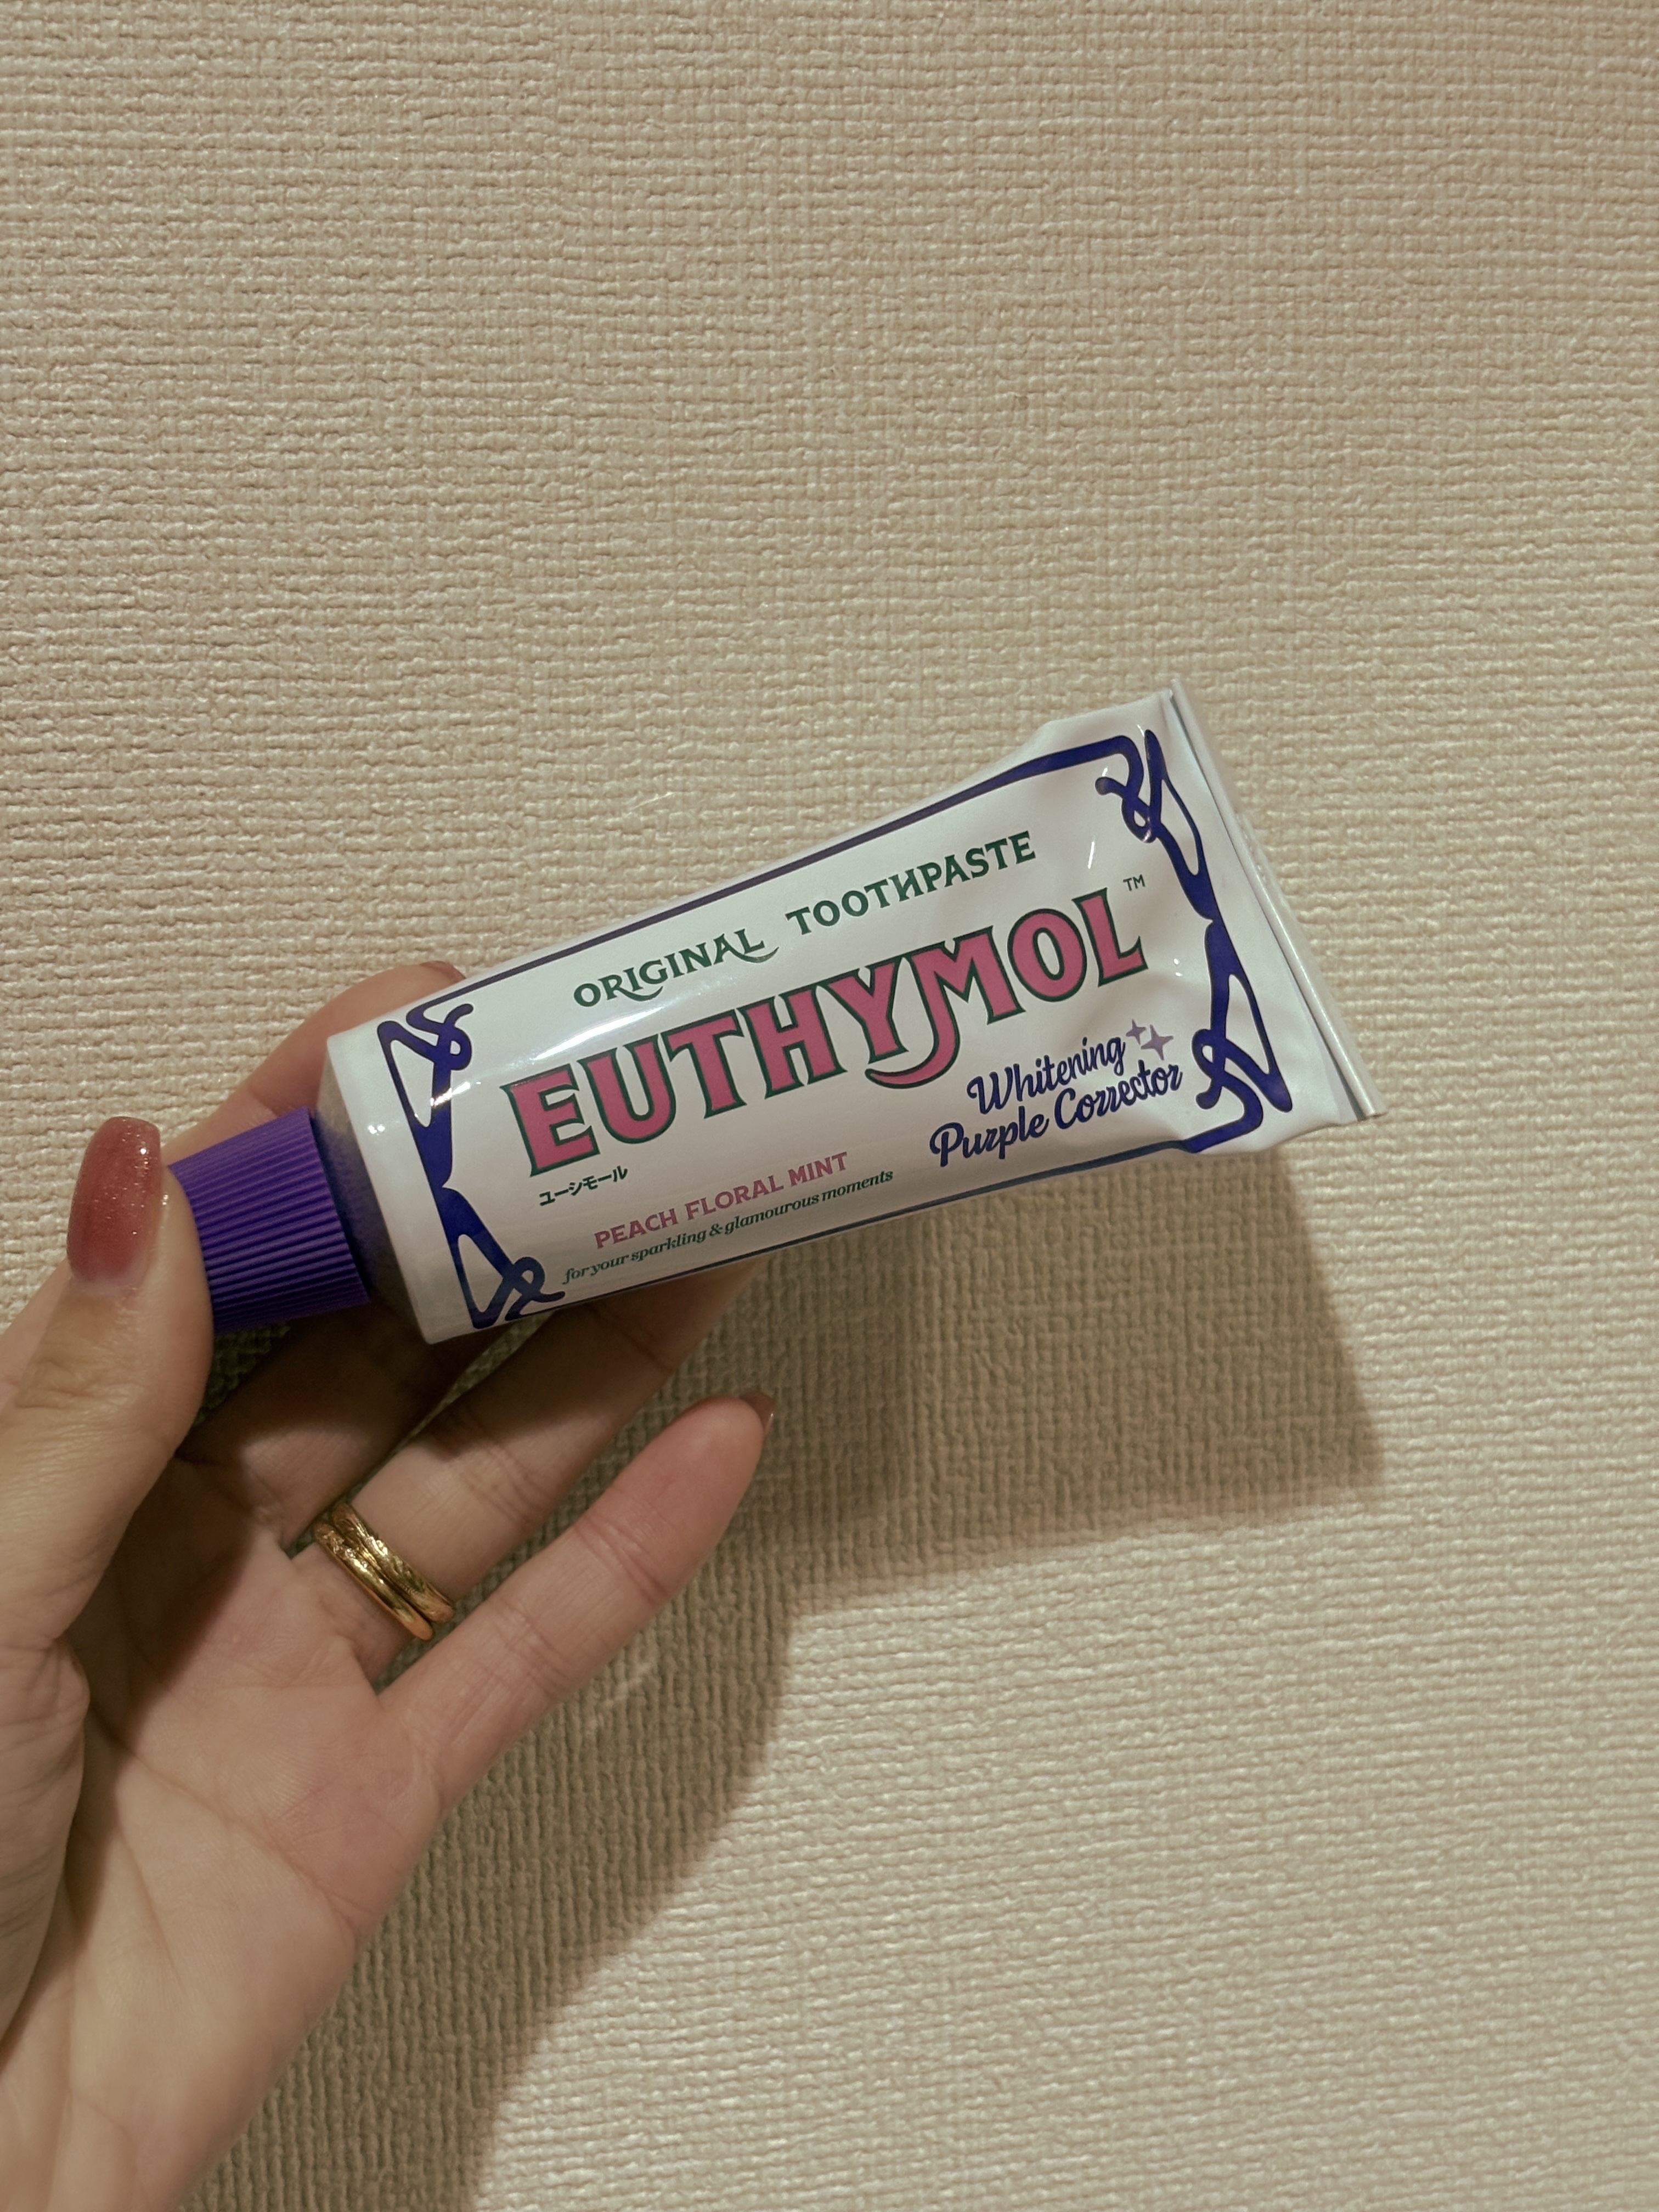 ORIGINAL TOOTHPASTE
EUTHYMOL™
ユーシモール
Whitening
Purple Corrector
PEACH FLORAL MINT
for your sparkling & glamourous moments